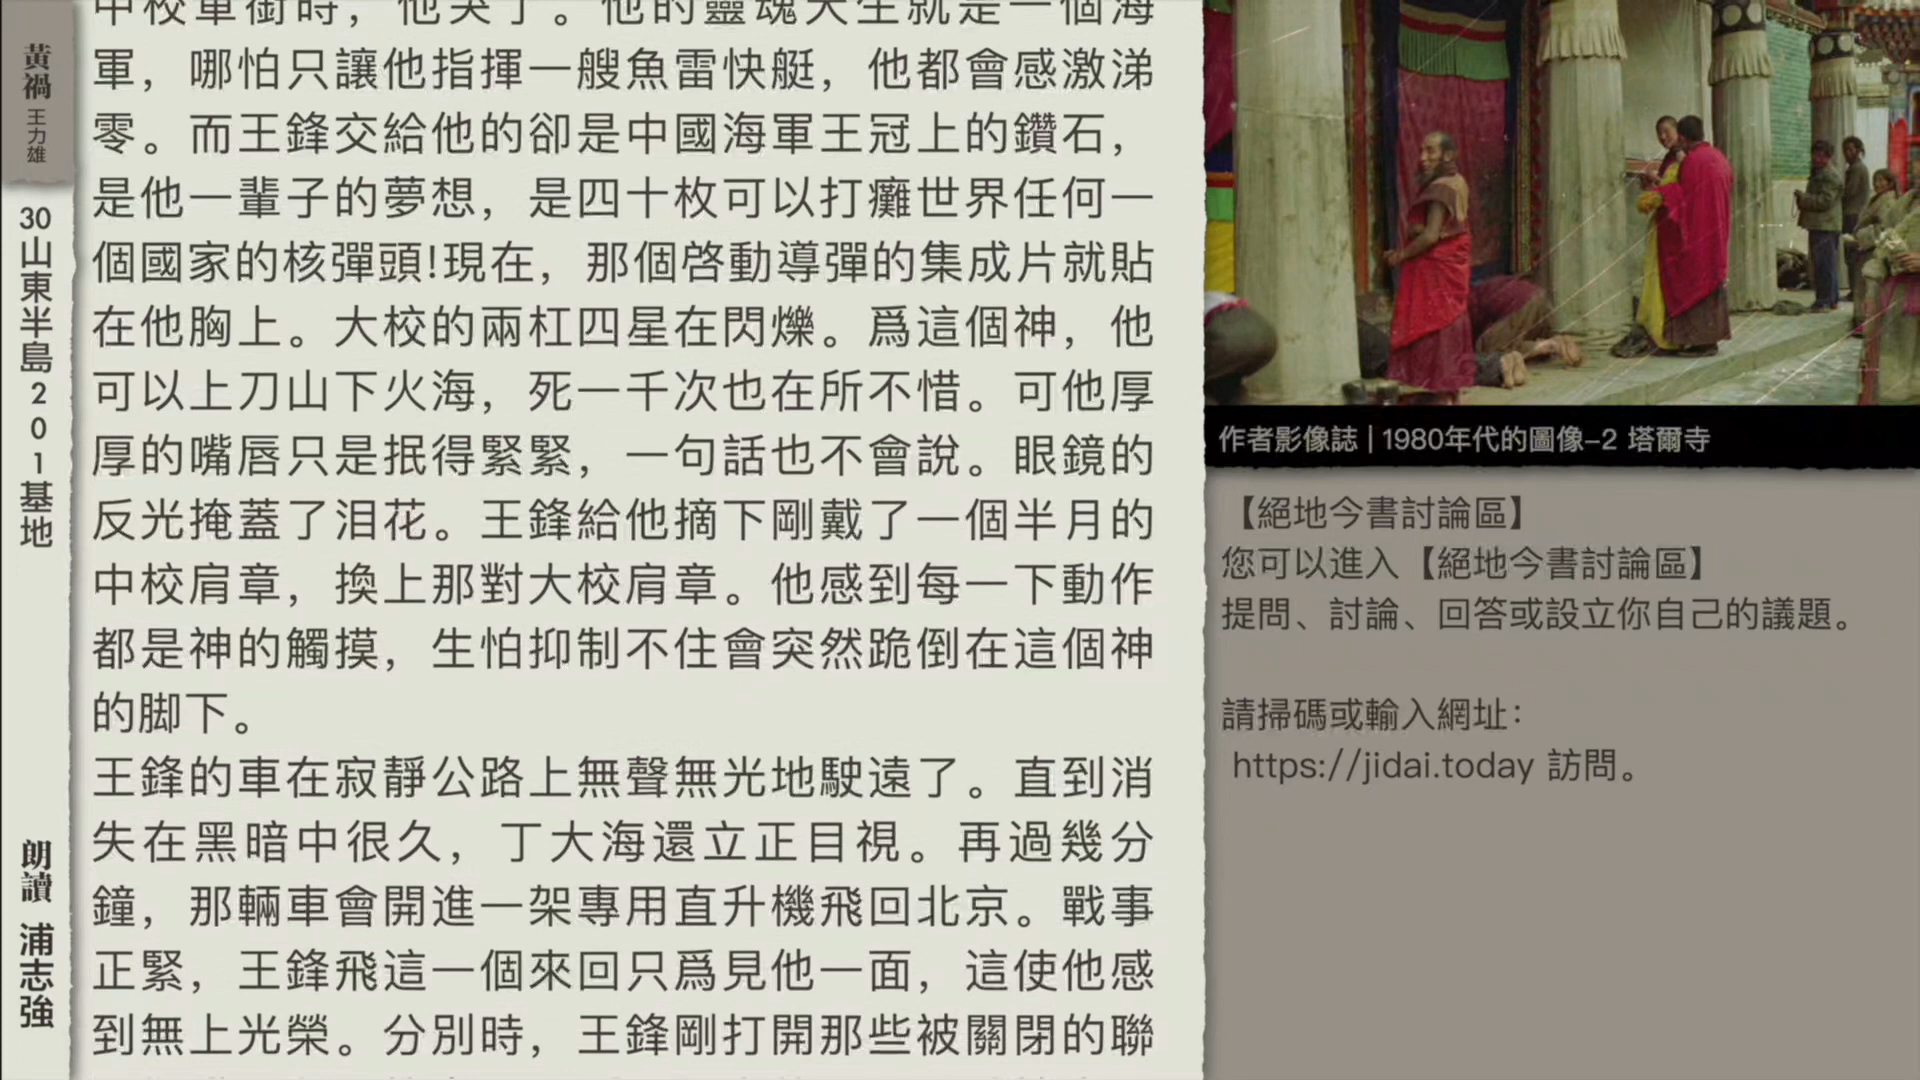 黃禍
王力雄
30山東半島201基地
朗讀 浦志強
中校軍銜時，他哭了。他的靈魂天生就是一個海
軍，哪怕只讓他指揮一艘魚雷快艇，他都會感激涕
零。而王鋒交給他的卻是中國海軍王冠上的鑽石，
是他一輩子的夢想，是四十枚可以打癱世界任何一
個國家的核彈頭!現在，那個啓動導彈的集成片就貼
在他胸上。大校的兩杠四星在閃爍。爲這個神，他
可以上刀山下火海，死一千次也在所不惜。可他厚
厚的嘴唇只是抿得緊緊，一句話也不會說。眼鏡的
反光掩蓋了泪花。王鋒給他摘下剛戴了一個半月的
中校肩章，換上那對大校肩章。他感到每一下動作
都是神的觸摸，生怕抑制不住會突然跪倒在這個神
的脚下。
王鋒的車在寂靜公路上無聲無光地駛遠了。直到消
失在黑暗中很久，丁大海還立正目視。再過幾分
鐘，那輛車會開進一架專用直升機飛回北京。戰事
正緊，王鋒飛這一個來回只爲見他一面，這使他感
到無上光榮。分別時，王鋒剛打開那些被關閉的聯
作者影像誌 | 1980年代的圖像-2 塔爾寺
【絕地今書討論區】
您可以進入【絕地今書討論區】
提問、討論、回答或設立你自己的議題。
請掃碼或輸入網址：
https://jidai.today 訪問。